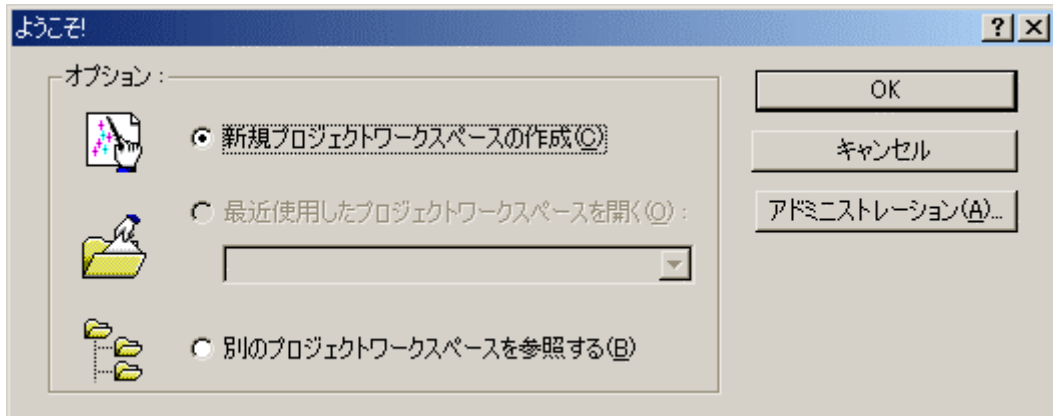 ようこそ!
オプション :
新規プロジェクトワークスペースの作成(C)
最近使用したプロジェクトワークスペースを開く(O) :
別のプロジェクトワークスペースを参照する(B)
OK
キャンセル
アドミニストレーション(A)...